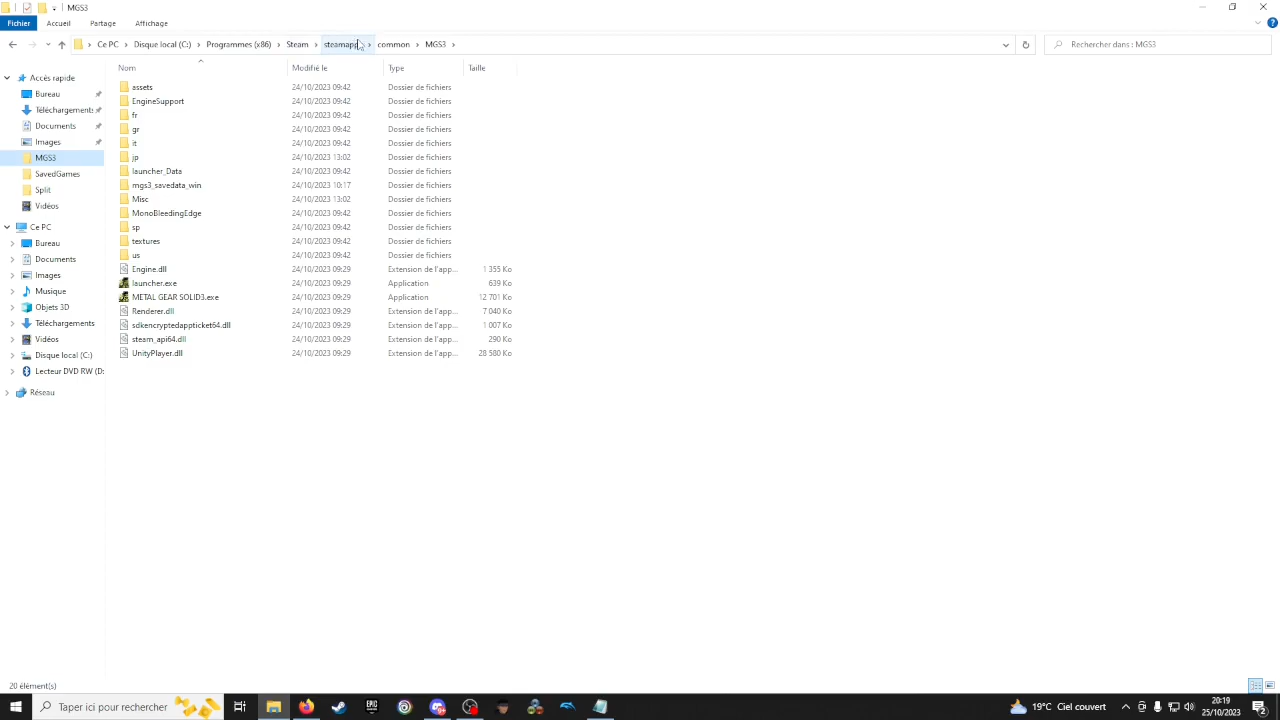 MGS3
Fichier Accueil Partage Affichage
Ce PC Disque local (C:) Programmes (x86) Steam steamapp common MGS3
Rechercher dans : MGS3
Nom Modifié le Type Taille
Accès rapide
Bureau
Téléchargements
Documents
Images
MGS3
SavedGames
Split
Vidéos
Ce PC
Bureau
Documents
Images
Musique
Objets 3D
Téléchargements
Vidéos
Disque local (C:)
Lecteur DVD RW (D:
Réseau
assets 24/10/2023 09:42 Dossier de fichiers
EngineSupport 24/10/2023 09:42 Dossier de fichiers
fr 24/10/2023 09:42 Dossier de fichiers
gr 24/10/2023 09:42 Dossier de fichiers
it 24/10/2023 09:42 Dossier de fichiers
jp 24/10/2023 13:02 Dossier de fichiers
launcher_Data 24/10/2023 09:42 Dossier de fichiers
mgs3_savedata_win 24/10/2023 10:17 Dossier de fichiers
Misc 24/10/2023 13:02 Dossier de fichiers
MonoBleedingEdge 24/10/2023 09:42 Dossier de fichiers
sp 24/10/2023 09:42 Dossier de fichiers
textures 24/10/2023 09:42 Dossier de fichiers
us 24/10/2023 09:42 Dossier de fichiers
Engine.dll 24/10/2023 09:29 Extension de l'app... 1 355 Ko
launcher.exe 24/10/2023 09:29 Application 639 Ko
METAL GEAR SOLID3.exe 24/10/2023 09:29 Application 12 701 Ko
Renderer.dll 24/10/2023 09:29 Extension de l'app... 7 040 Ko
sdkencryptedappticket64.dll 24/10/2023 09:29 Extension de l'app... 1 007 Ko
steam_api64.dll 24/10/2023 09:29 Extension de l'app... 290 Ko
UnityPlayer.dll 24/10/2023 09:29 Extension de l'app... 28 580 Ko
20 élément(s)
Taper ici pour rechercher
EPIC
19°C Ciel couvert
20:19
25/10/2023
2